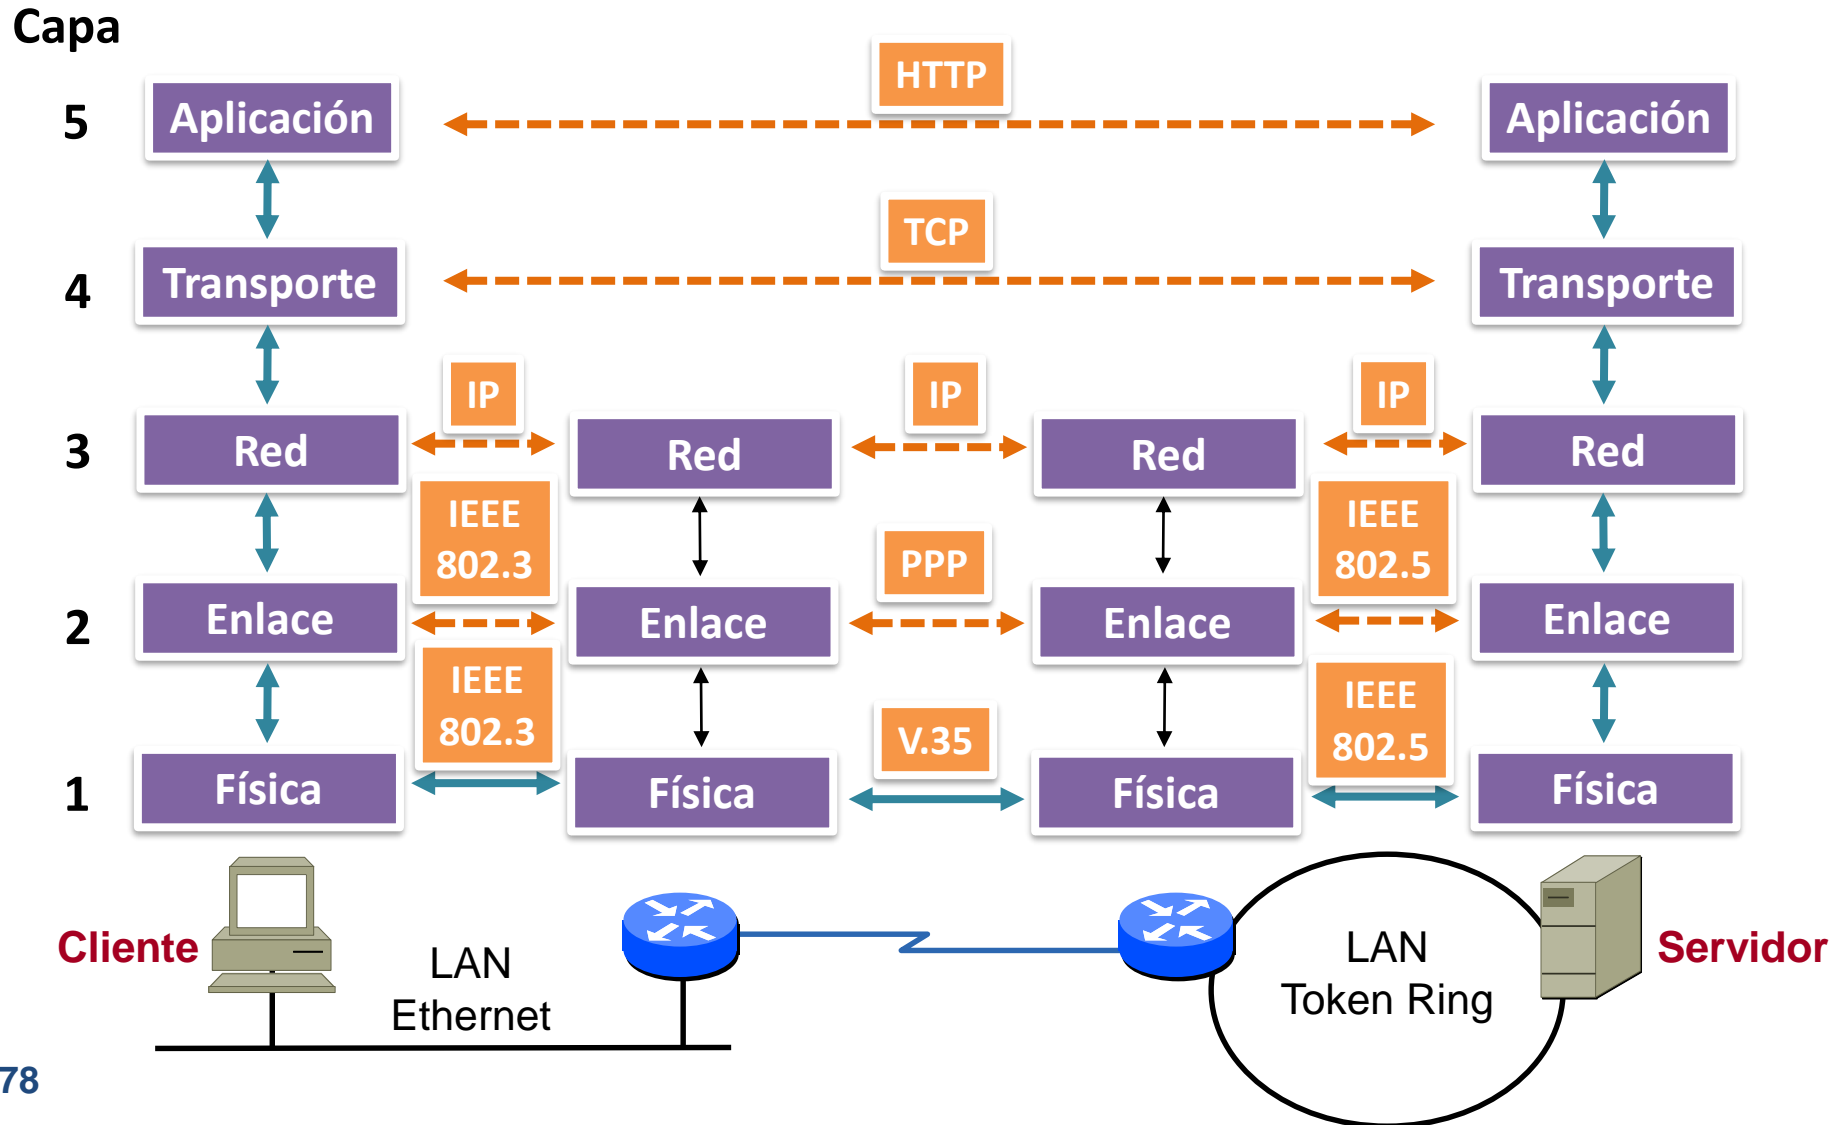 Capa
HTTP
5
Aplicación
Aplicación
TCP
4
Transporte
Transporte
IP
IP
IP
3
Red
Red
Red
Red
IEEE
802.3
PPP
IEEE
802.5
2
Enlace
Enlace
Enlace
Enlace
IEEE
802.3
V.35
IEEE
802.5
1
Física
Física
Física
Física
Cliente
LAN
Ethernet
LAN
Token Ring
Servidor
78